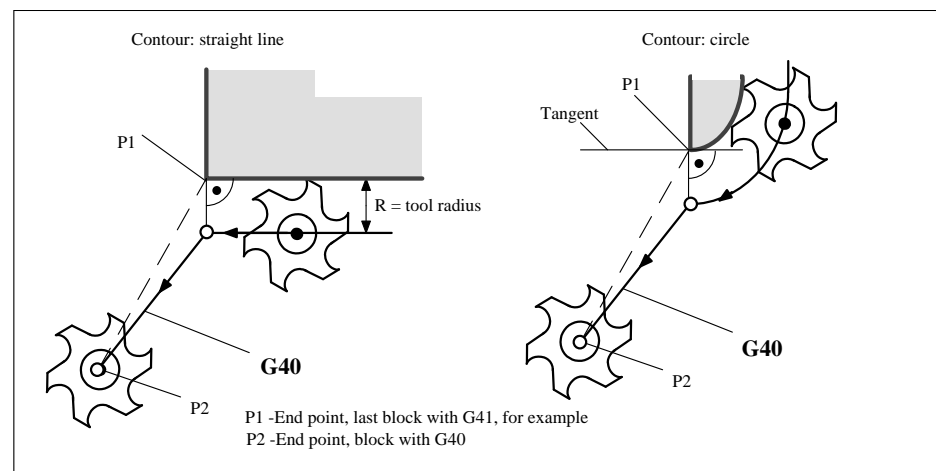 Contour: straight line
Contour: circle
P1
P1
Tangent
R = tool radius
G40
G40
P2
P2
P1 -End point, last block with G41, for example
P2 -End point, block with G40